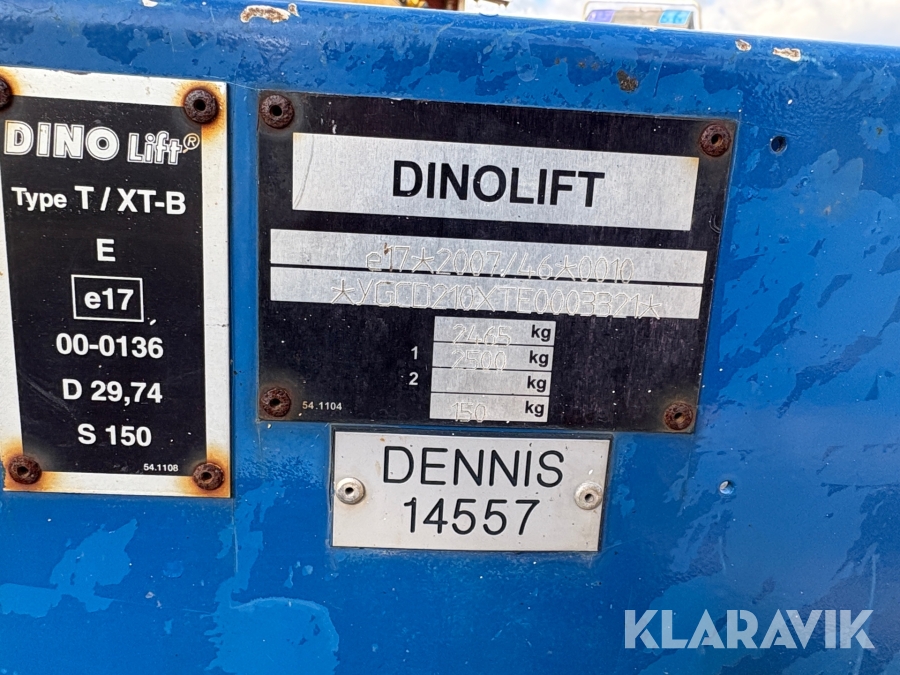 DINO Lift®
Type T / XT-B
E
e17
00-0136
D 29,74
S 150
54.1108
DINOLIFT
e17*2007/46*0010
*YGCD210XTE0003321*
2465 kg
1 2500 kg
2 kg
150 kg
54.1104
DENNIS
14557
KLARAVIK